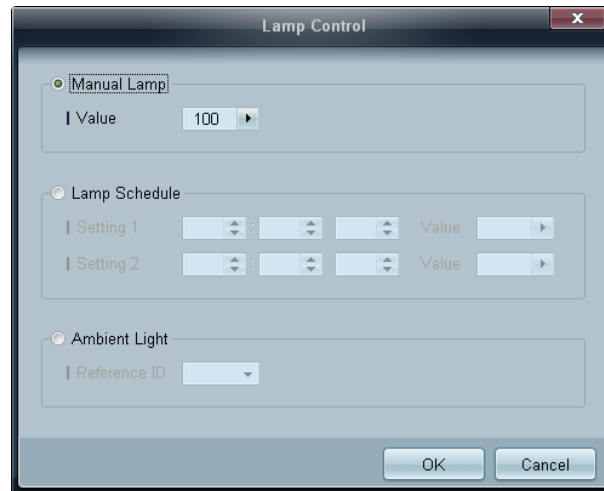 Lamp Control
x
Manual Lamp
Value 100
Lamp Schedule
Setting 1 : Value
Setting 2 : Value
Ambient Light
Reference ID
OK Cancel